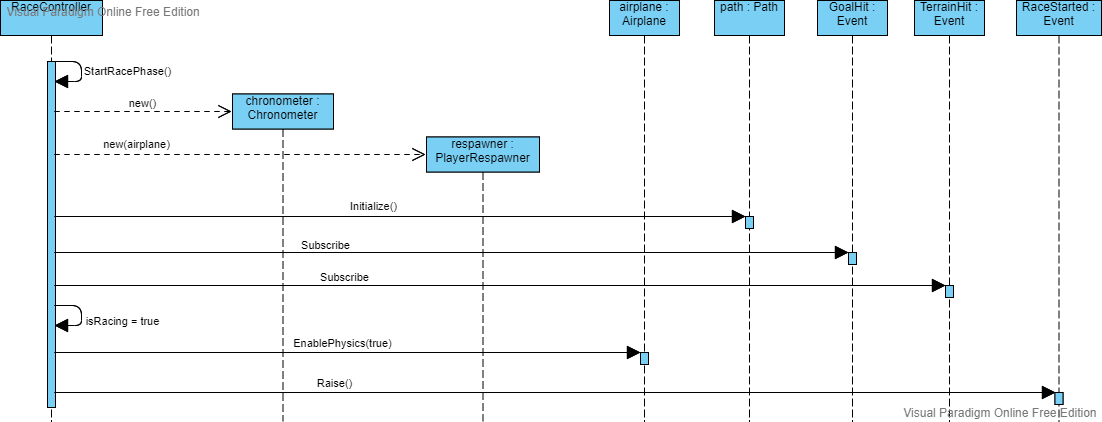 RaceController
Visual Paradigm Online Free Edition
airplane :
Airplane
path : Path
GoalHit :
Event
TerrainHit :
Event
RaceStarted :
Event
StartRacePhase()
new()
chronometer :
Chronometer
new(airplane)
respawner :
PlayerRespawner
Initialize()
Subscribe
Subscribe
isRacing = true
EnablePhysics(true)
Raise()
Visual Paradigm Online Free Edition